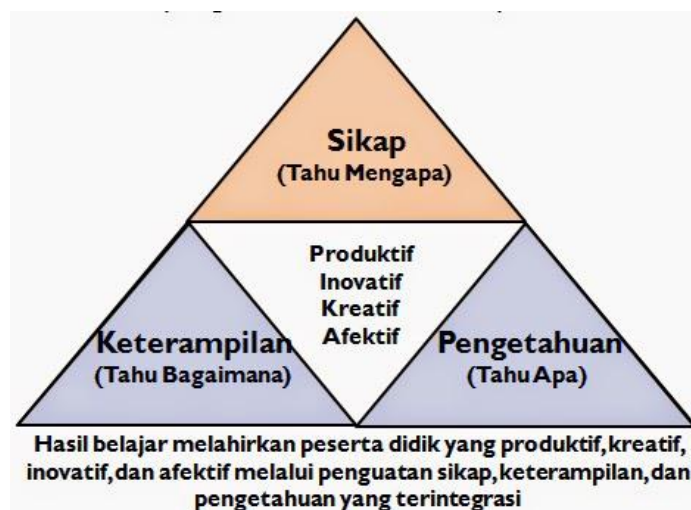 Sikap
(Tahu Mengapa)
Produktif
Inovatif
Kreatif
Afektif
Keterampilan
(Tahu Bagaimana)
Pengetahuan
(Tahu Apa)
Hasil belajar melahirkan peserta didik yang produktif, kreatif,
inovatif, dan afektif melalui penguatan sikap, keterampilan, dan
pengetahuan yang terintegrasi